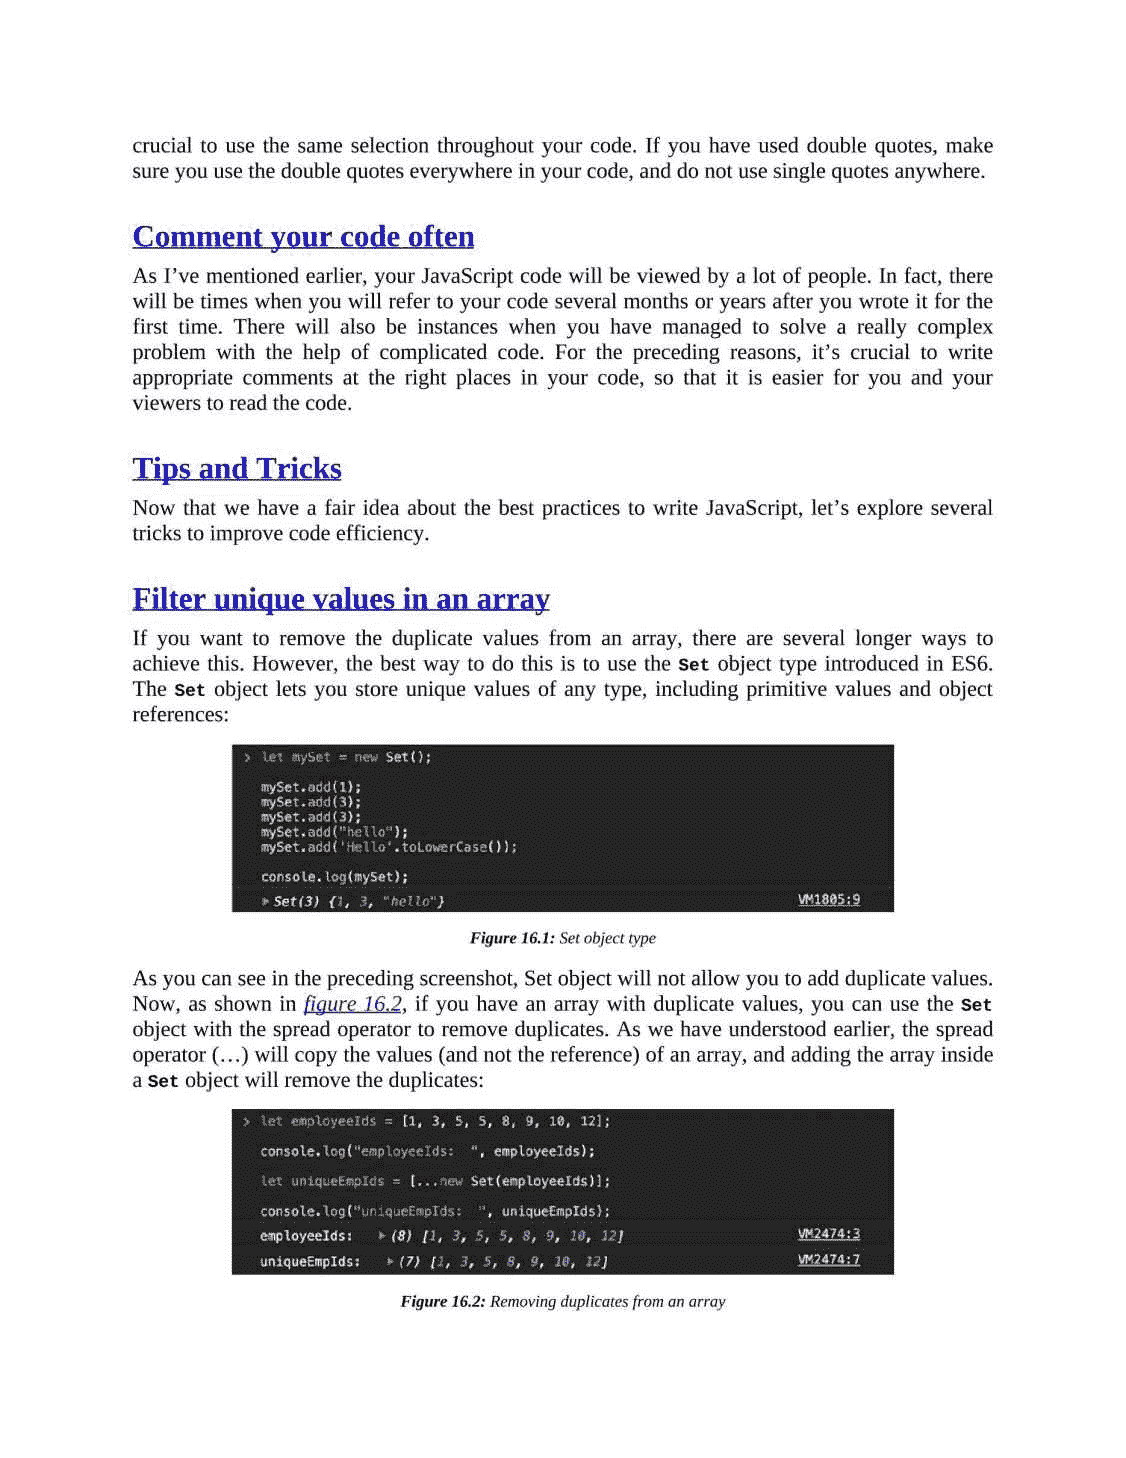 crucial to use the same selection throughout your code. If you have used double quotes, make
sure you use the double quotes everywhere in your code, and do not use single quotes anywhere.
Comment your code often
As I’ve mentioned earlier, your JavaScript code will be viewed by a lot of people. In fact, there
will be times when you will refer to your code several months or years after you wrote it for the
first time. There will also be instances when you have managed to solve a really complex
problem with the help of complicated code. For the preceding reasons, it’s crucial to write
appropriate comments at the right places in your code, so that it is easier for you and your
viewers to read the code.
Tips and Tricks
Now that we have a fair idea about the best practices to write JavaScript, let’s explore several
tricks to improve code efficiency.
Filter unique values in an array
If you want to remove the duplicate values from an array, there are several longer ways to
achieve this. However, the best way to do this is to use the Set object type introduced in ES6.
The Set object lets you store unique values of any type, including primitive values and object
references:
> let mySet = new Set();
mySet.add(1);
mySet.add(3);
mySet.add(3);
mySet.add("hello");
mySet.add('Hello'.toLowerCase());
console.log(mySet);
▶ Set(3) {1, 3, "hello"} VM1805:9
Figure 16.1: Set object type
As you can see in the preceding screenshot, Set object will not allow you to add duplicate values.
Now, as shown in figure 16.2, if you have an array with duplicate values, you can use the Set
object with the spread operator to remove duplicates. As we have understood earlier, the spread
operator (…) will copy the values (and not the reference) of an array, and adding the array inside
a Set object will remove the duplicates:
> let employeeIds = [1, 3, 5, 5, 8, 9, 10, 12];
console.log("employeeIds:  ", employeeIds);
let uniqueEmpIds = [...new Set(employeeIds)];
console.log("uniqueEmpIds:  ", uniqueEmpIds);
employeeIds: ▶ (8) [1, 3, 5, 5, 8, 9, 10, 12] VM2474:3
uniqueEmpIds: ▶ (7) [1, 3, 5, 8, 9, 10, 12] VM2474:7
Figure 16.2: Removing duplicates from an array